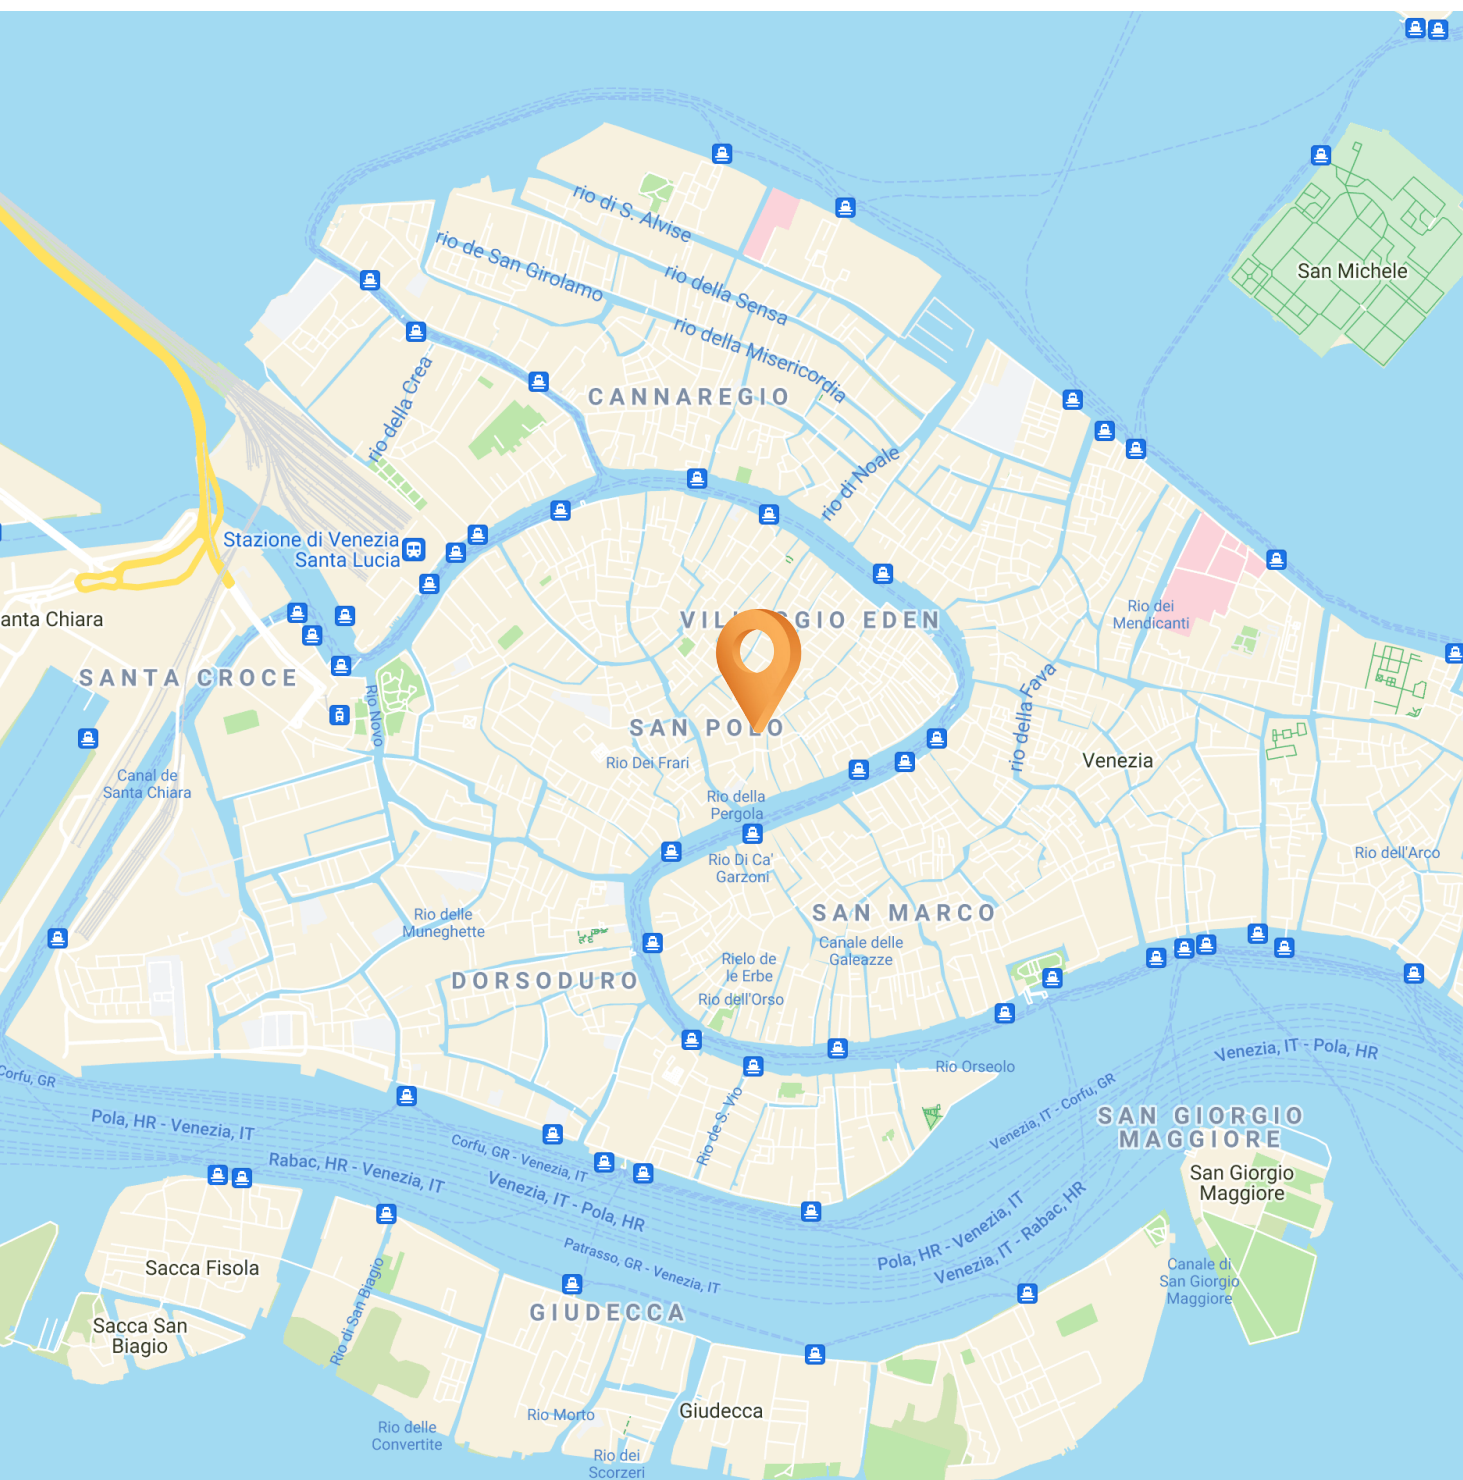 rio di S. Alvise
rio de San Girolamo
rio della Sensa
San Michele
rio della Misericordia
rio della Crea
CANNAREGIO
rio di Noale
Stazione di Venezia
Santa Lucia
anta Chiara
Rio dei
Mendicanti
SANTA CROCE
Rio Novo
rio della Fava
SAN POLO
Rio Dei Frari
Venezia
Canal de
Santa Chiara
Rio della
Pergola
Rio Di Ca'
Garzoni
Rio dell'Arco
Rio delle
Muneghette
SAN MARCO
Canale delle
Galeazze
Rielo de
le Erbe
DORSODURO
Rio dell'Orso
Rio Orseolo
Venezia, IT - Pola, HR
Corfu, GR
Venezia, IT - Corfu, GR
Pola, HR - Venezia, IT
Rio de S. Vio
SAN GIORGIO
MAGGIORE
Corfu, GR - Venezia, IT
Rabac, HR - Venezia, IT
San Giorgio
Maggiore
Venezia, IT - Pola, HR
Pola, HR - Venezia, IT
Venezia, IT - Rabac, HR
Patrasso, GR - Venezia, IT
Sacca Fisola
Canale di
San Giorgio
Maggiore
Rio di San Biagio
GIUDECCA
Sacca San
Biagio
Giudecca
Rio Morto
Rio delle
Convertite
Rio dei
Scorzeri